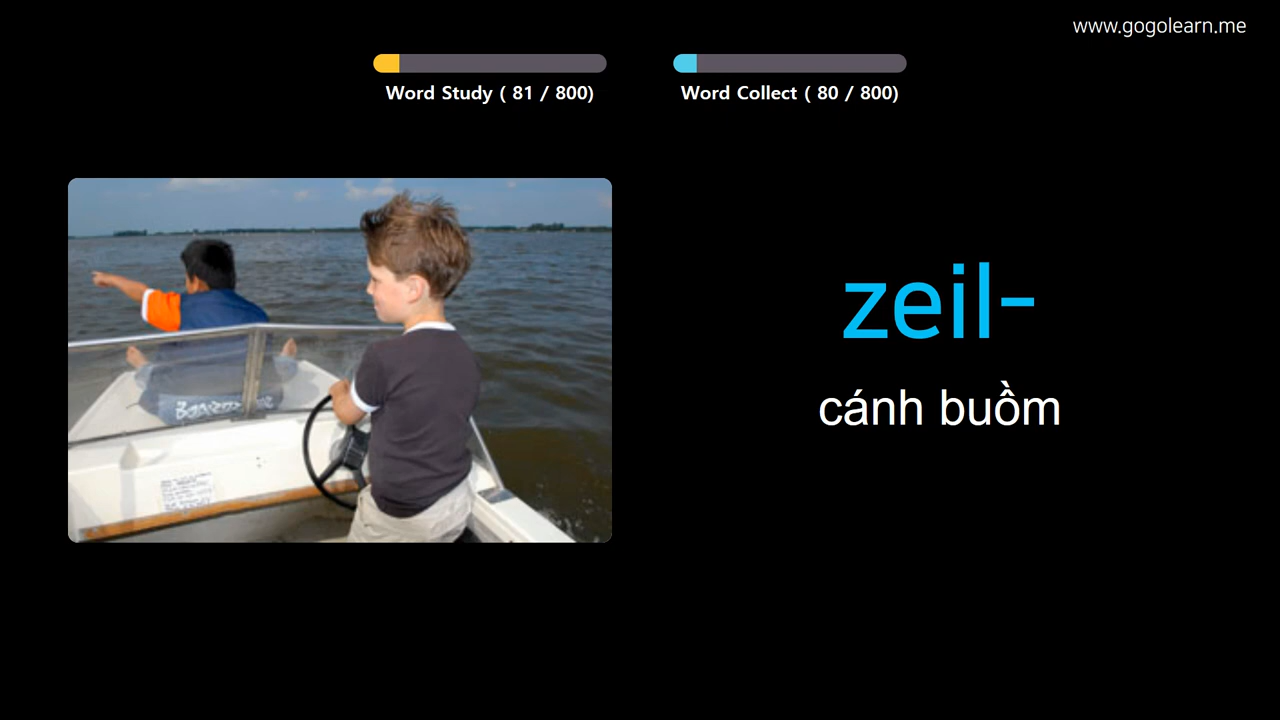 www.gogolearn.me
Word Study ( 81 / 800)
Word Collect ( 80 / 800)
zeil-
cánh buồm